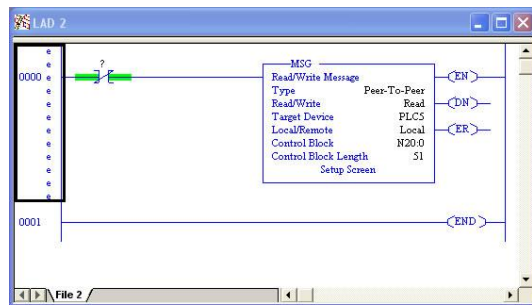 LAD 2
e
e
0000 e
e
e
e
e
e
e
e
e
?
MSG
Read/Write Message
Type Peer-To-Peer
Read/Write Read
Target Device PLC5
Local/Remote Local
Control Block N20:0
Control Block Length 51
Setup Screen
EN
DN
ER
0001
END
File 2